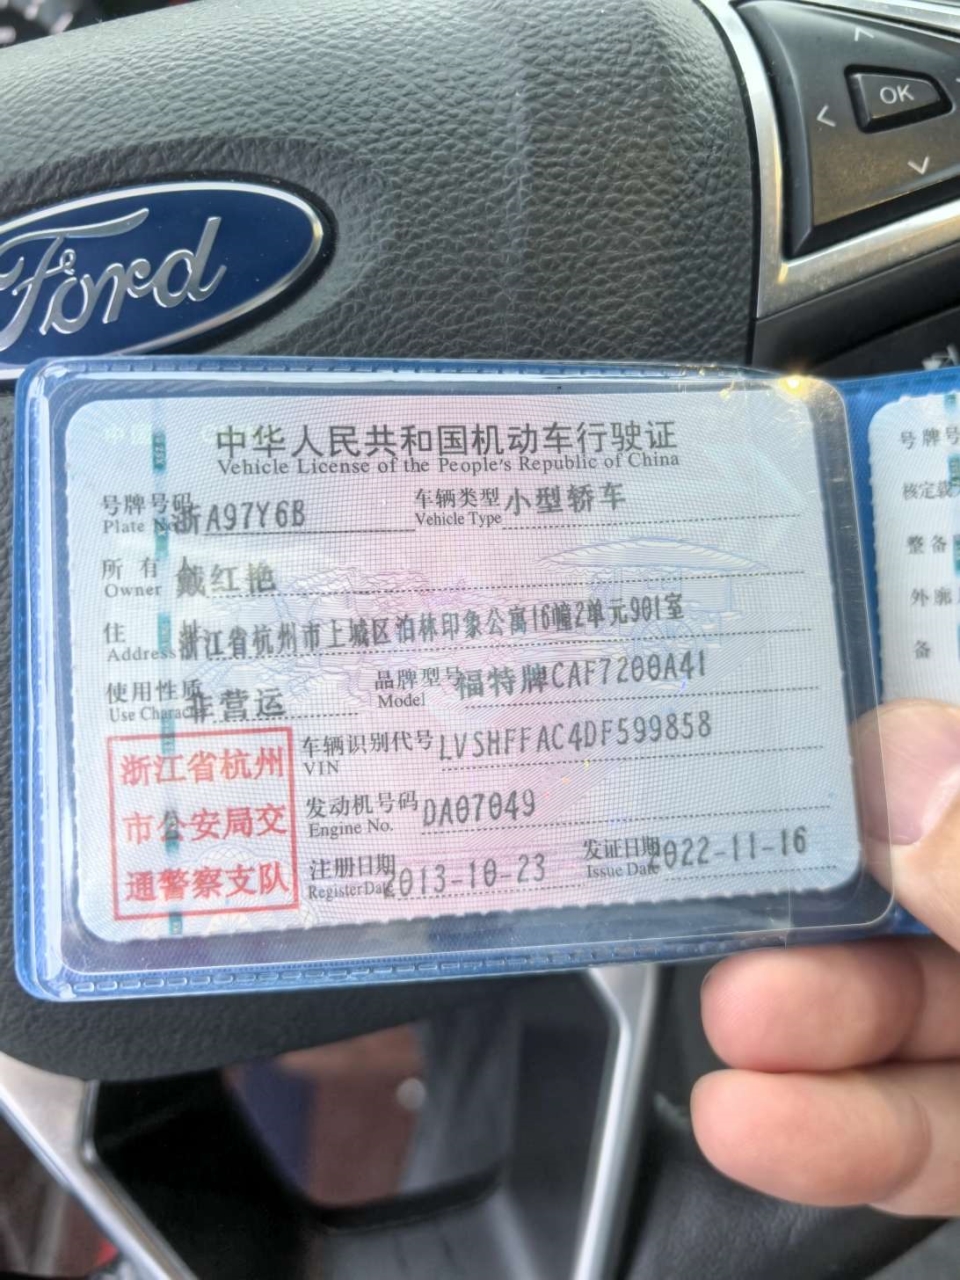 OK
Ford
中华人民共和国机动车行驶证
Vehicle License of the People's Republic of China
号牌号码 浙A97Y6B 车辆类型 小型轿车
Plate No. Vehicle Type
所有人 戴红艳
Owner
住址 浙江省杭州市上城区泊林印象公寓16幢2单元901室
Address
使用性质 非营运 品牌型号 福特牌CAF7200A41
Use Character Model
车辆识别代号 LVSHFFAC4DF599858
VIN
发动机号码 DA07049
Engine No.
注册日期 2013-10-23 发证日期 2022-11-16
Register Date Issue Date
浙江省杭州
市公安局交
通警察支队
号牌号
核定载
整备
外廓
备